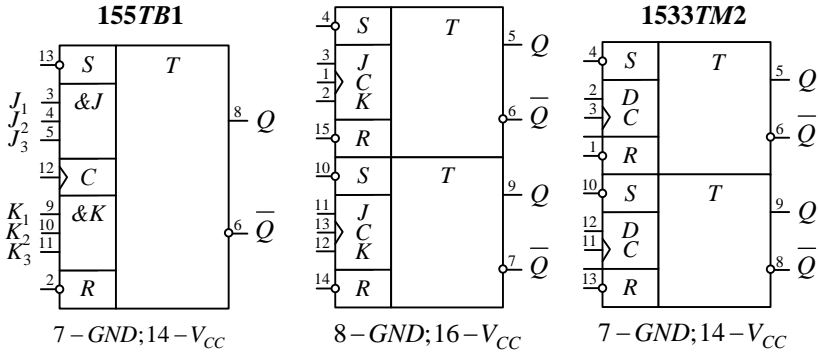 155ТВ1
13 S T
J1 3 &J
J2 4
J3 5
8 Q
12 C
K1 9 &K
K2 10
K3 11
6 Q̅
2 R
7 – GND; 14 – VCC
4 S T
5 Q
3 J
1 C
2 K
6 Q̅
15 R
10 S T
9 Q
11 J
13 C
12 K
7 Q̅
14 R
8 – GND; 16 – VCC
1533ТМ2
4 S T
5 Q
2 D
3 C
6 Q̅
1 R
10 S T
9 Q
12 D
11 C
8 Q̅
13 R
7 – GND; 14 – VCC